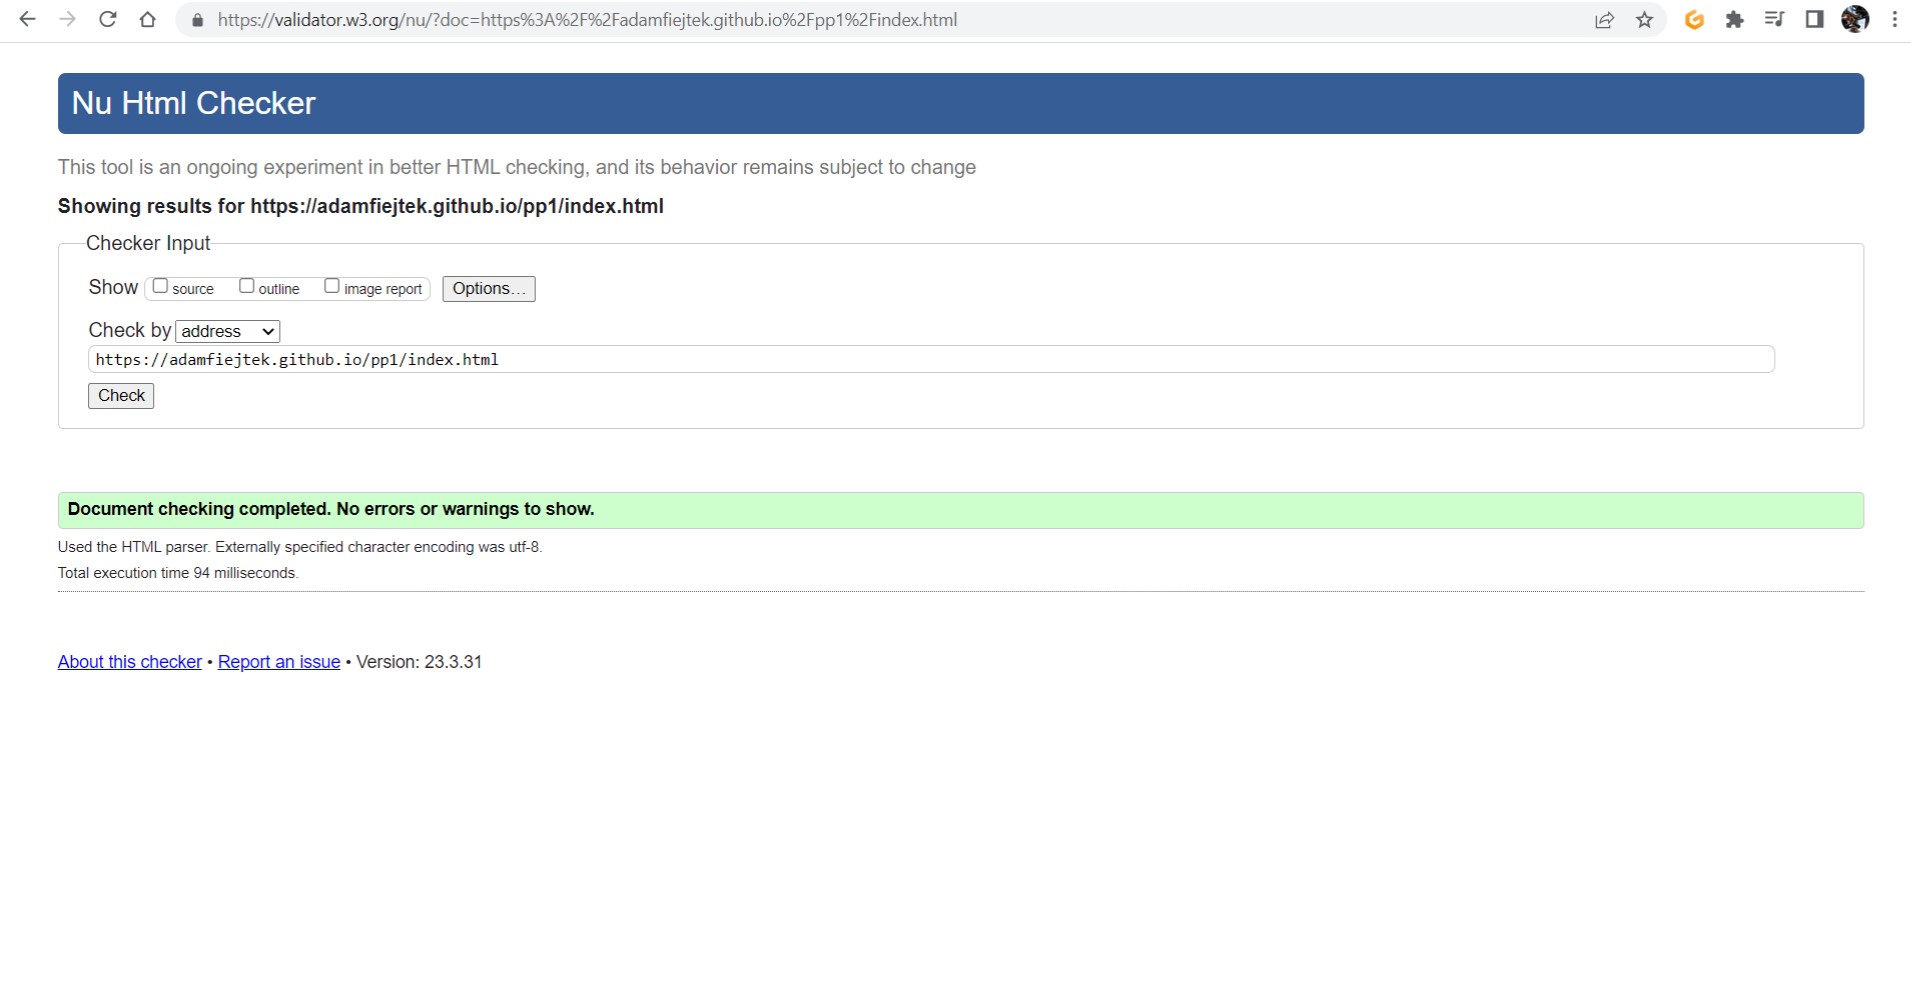 https://validator.w3.org/nu/?doc=https%3A%2F%2Fadamfiejtek.github.io%2Fpp1%2Findex.html
Nu Html Checker
This tool is an ongoing experiment in better HTML checking, and its behavior remains subject to change
Showing results for https://adamfiejtek.github.io/pp1/index.html
Checker Input
Show source outline image report Options...
Check by address
https://adamfiejtek.github.io/pp1/index.html
Check
Document checking completed. No errors or warnings to show.
Used the HTML parser. Externally specified character encoding was utf-8.
Total execution time 94 milliseconds.
About this checker • Report an issue • Version: 23.3.31